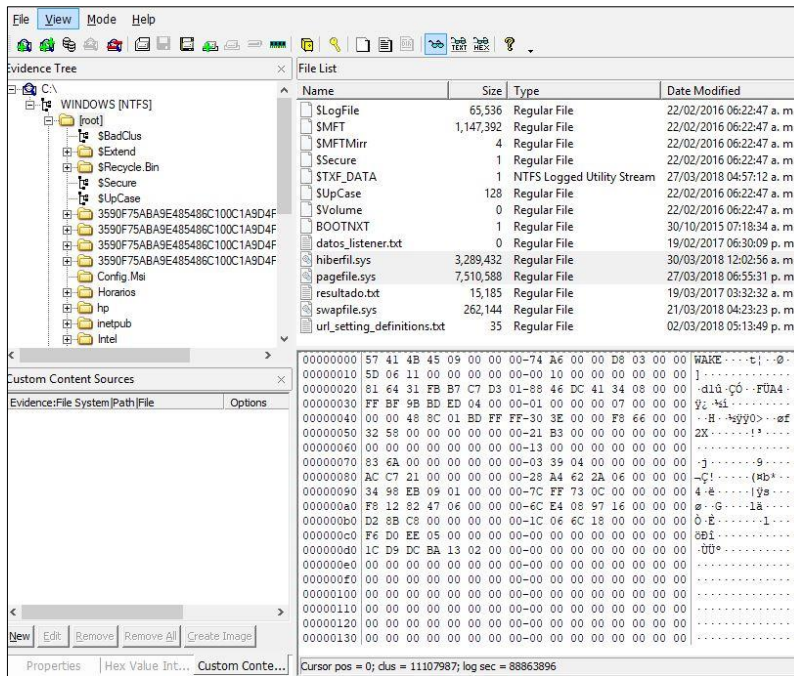 File View Mode Help
Evidence Tree
C:\
WINDOWS [NTFS]
[root]
$BadClus
$Extend
$Recycle.Bin
$Secure
$UpCase
3590F75ABA9E485486C100C1A9D4F
3590F75ABA9E485486C100C1A9D4F
3590F75ABA9E485486C100C1A9D4F
3590F75ABA9E485486C100C1A9D4F
Config.Msi
Horarios
hp
inetpub
Intel
Custom Content Sources
Evidence:File System|Path|File Options
New Edit Remove Remove All Create Image
Properties Hex Value Int... Custom Conte...
File List
Name Size Type Date Modified
$LogFile 65,536 Regular File 22/02/2016 06:22:47 a. m
$MFT 1,147,392 Regular File 22/02/2016 06:22:47 a. m
$MFTMirr 4 Regular File 22/02/2016 06:22:47 a. m
$Secure 1 Regular File 22/02/2016 06:22:47 a. m
$TXF_DATA 1 NTFS Logged Utility Stream 27/03/2018 04:57:12 a. m
$UpCase 128 Regular File 22/02/2016 06:22:47 a. m
$Volume 0 Regular File 22/02/2016 06:22:47 a. m
BOOTNXT 1 Regular File 30/10/2015 07:18:34 a. m
datos_listener.txt 0 Regular File 19/02/2017 06:30:09 p. m
hiberfil.sys 3,289,432 Regular File 30/03/2018 12:02:56 a. m
pagefile.sys 7,510,588 Regular File 27/03/2018 06:55:31 p. m
resultado.txt 15,185 Regular File 19/03/2017 03:32:32 a. m
swapfile.sys 262,144 Regular File 21/03/2018 04:23:23 p. m
url_setting_definitions.txt 35 Regular File 02/03/2018 05:13:49 p. m
00000000 57 41 4B 45 09 00 00 00-74 A6 00 00 D8 03 00 00 WAKE····t¦··Ø·
00000010 5D 06 11 00 00 00 00 00-00 10 00 00 00 00 00 00 ]·············
00000020 81 64 31 FB B7 C7 D3 01-88 46 DC 41 34 08 00 00 ·d1û·ÇÓ··FÜA4·
00000030 FF BF 9B BD ED 04 00 00-01 00 00 00 07 00 00 00 ÿ¿·½í·········
00000040 00 00 48 8C 01 BD FF FF-30 3E 00 00 F8 66 00 00 ··H··½ÿÿ0>··øf
00000050 32 58 00 00 00 00 00 00-21 B3 00 00 00 00 00 00 2X······!³····
00000060 00 00 00 00 00 00 00 00-13 00 00 00 00 00 00 00 ··············
00000070 83 6A 00 00 00 00 00 00-03 39 04 00 00 00 00 00 ·j·······9····
00000080 AC C7 21 00 00 00 00 00-28 A4 62 2A 06 00 00 00 ¬Ç!·····(¤b*··
00000090 34 98 EB 09 01 00 00 00-7C FF 73 0C 00 00 00 00 4·ë·····|ÿs···
000000a0 F8 12 82 47 06 00 00 00-6C E4 08 97 16 00 00 00 ø··G····lä····
000000b0 D2 8B C8 00 00 00 00 00-1C 06 6C 18 00 00 00 00 Ò·È·······l···
000000c0 F6 D0 EE 05 00 00 00 00-00 00 00 00 00 00 00 00 öÐî···········
000000d0 1C D9 DC BA 13 02 00 00-00 00 00 00 00 00 00 00 ·ÙÜº··········
000000e0 00 00 00 00 00 00 00 00-00 00 00 00 00 00 00 00 ··············
000000f0 00 00 00 00 00 00 00 00-00 00 00 00 00 00 00 00 ··············
00000100 00 00 00 00 00 00 00 00-00 00 00 00 00 00 00 00 ··············
00000110 00 00 00 00 00 00 00 00-00 00 00 00 00 00 00 00 ··············
00000120 00 00 00 00 00 00 00 00-00 00 00 00 00 00 00 00 ··············
00000130 00 00 00 00 00 00 00 00-00 00 00 00 00 00 00 00 ··············
Cursor pos = 0; clus = 11107987; log sec = 88863896